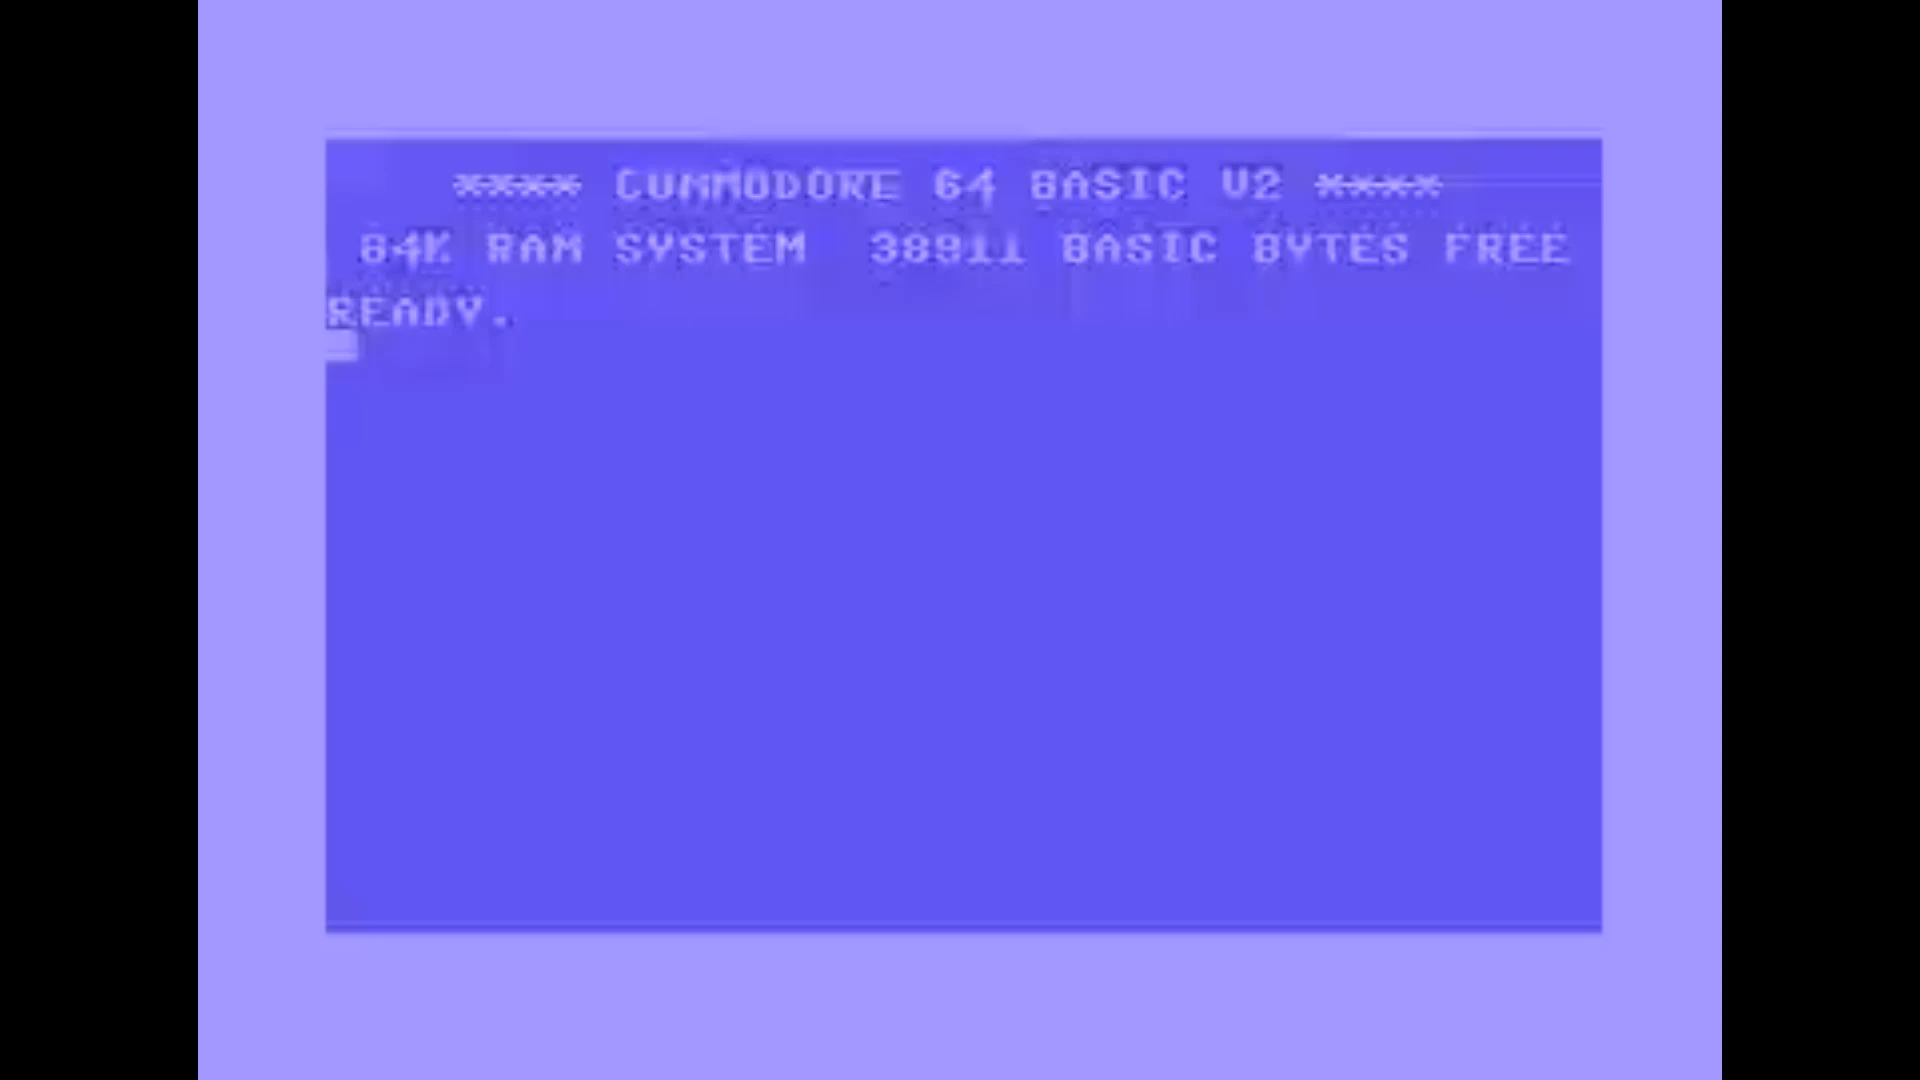 **** COMMODORE 64 BASIC V2 ****
64K RAM SYSTEM  38911 BASIC BYTES FREE
READY.